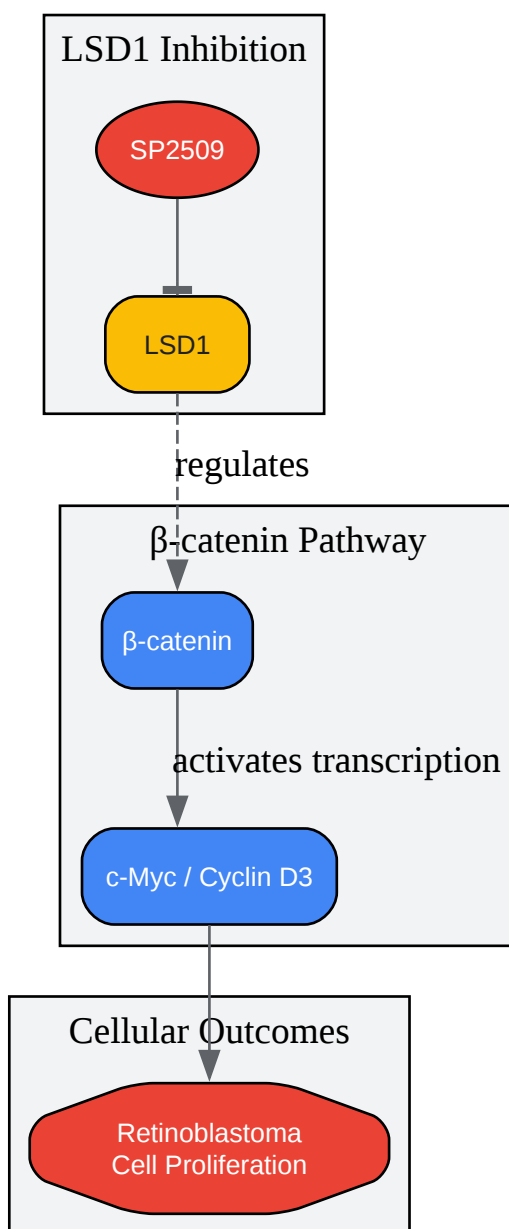 LSD1 Inhibition
SP2509
LSD1
regulates
β-catenin Pathway
β-catenin
activates transcription
c-Myc / Cyclin D3
Cellular Outcomes
Retinoblastoma
Cell Proliferation